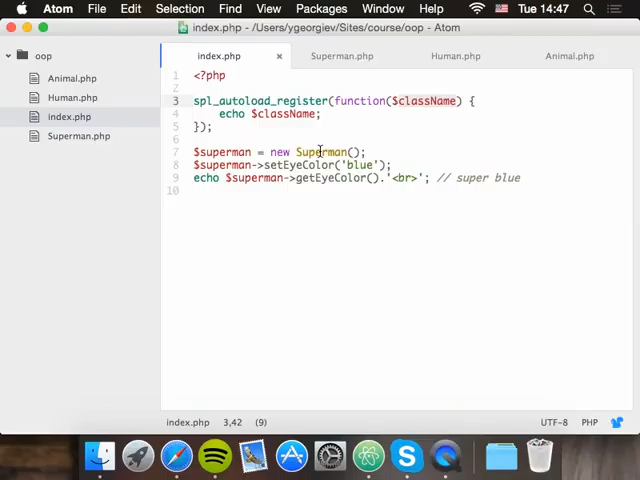 Atom File Edit Selection Find View Packages Window Help Tue 14:47
index.php - /Users/ygeorgiev/Sites/course/oop - Atom
oop
Animal.php
Human.php
index.php
Superman.php
index.php Superman.php Human.php Animal.php
1 <?php
2
3 spl_autoload_register(function($className) {
4 echo $className;
5 });
6
7 $superman = new Superman();
8 $superman->setEyeColor('blue');
9 echo $superman->getEyeColor().'<br>'; // super blue
10
index.php 3,42 (9) UTF-8 PHP